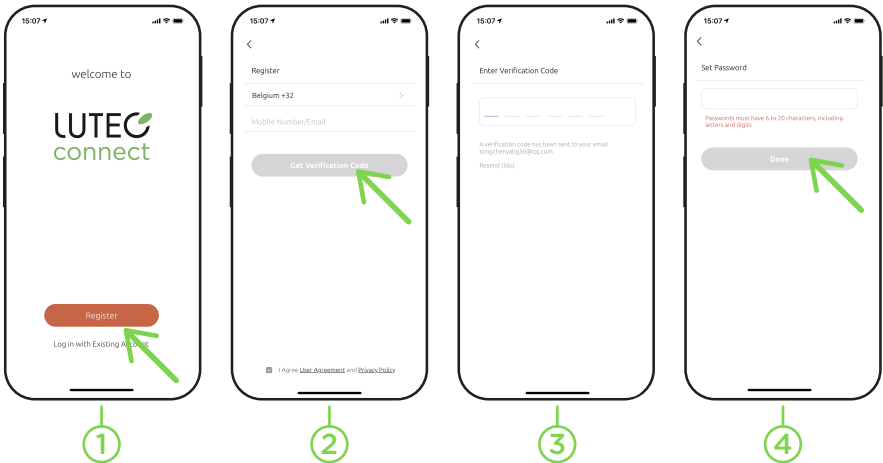 15:07
welcome to
LUTEC
connect
Register
Log in with Existing Account
1
15:07
Register
Belgium +32
Mobile Number/Email
Get Verification Code
I Agree User Agreement and Privacy Policy
2
15:07
Enter Verification Code
A verification code has been sent to your email
songchenyabg36@qq.com
Resend (56s)
3
15:07
Set Password
Passwords must have 6 to 20 characters, including
letters and digits
Done
4